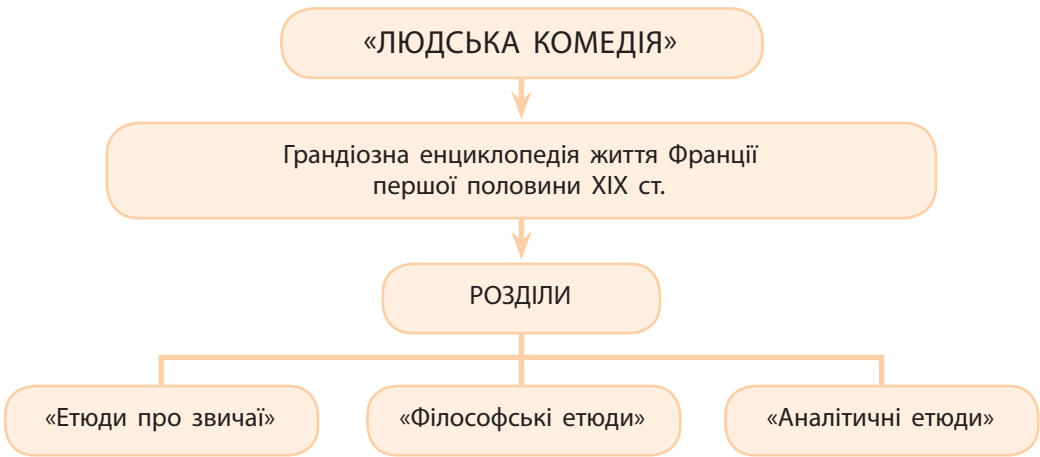 «ЛЮДСЬКА КОМЕДІЯ»
Грандіозна енциклопедія життя Франції
першої половини XIX ст.
РОЗДІЛИ
«Етюди про звичаї»
«Філософські етюди»
«Аналітичні етюди»